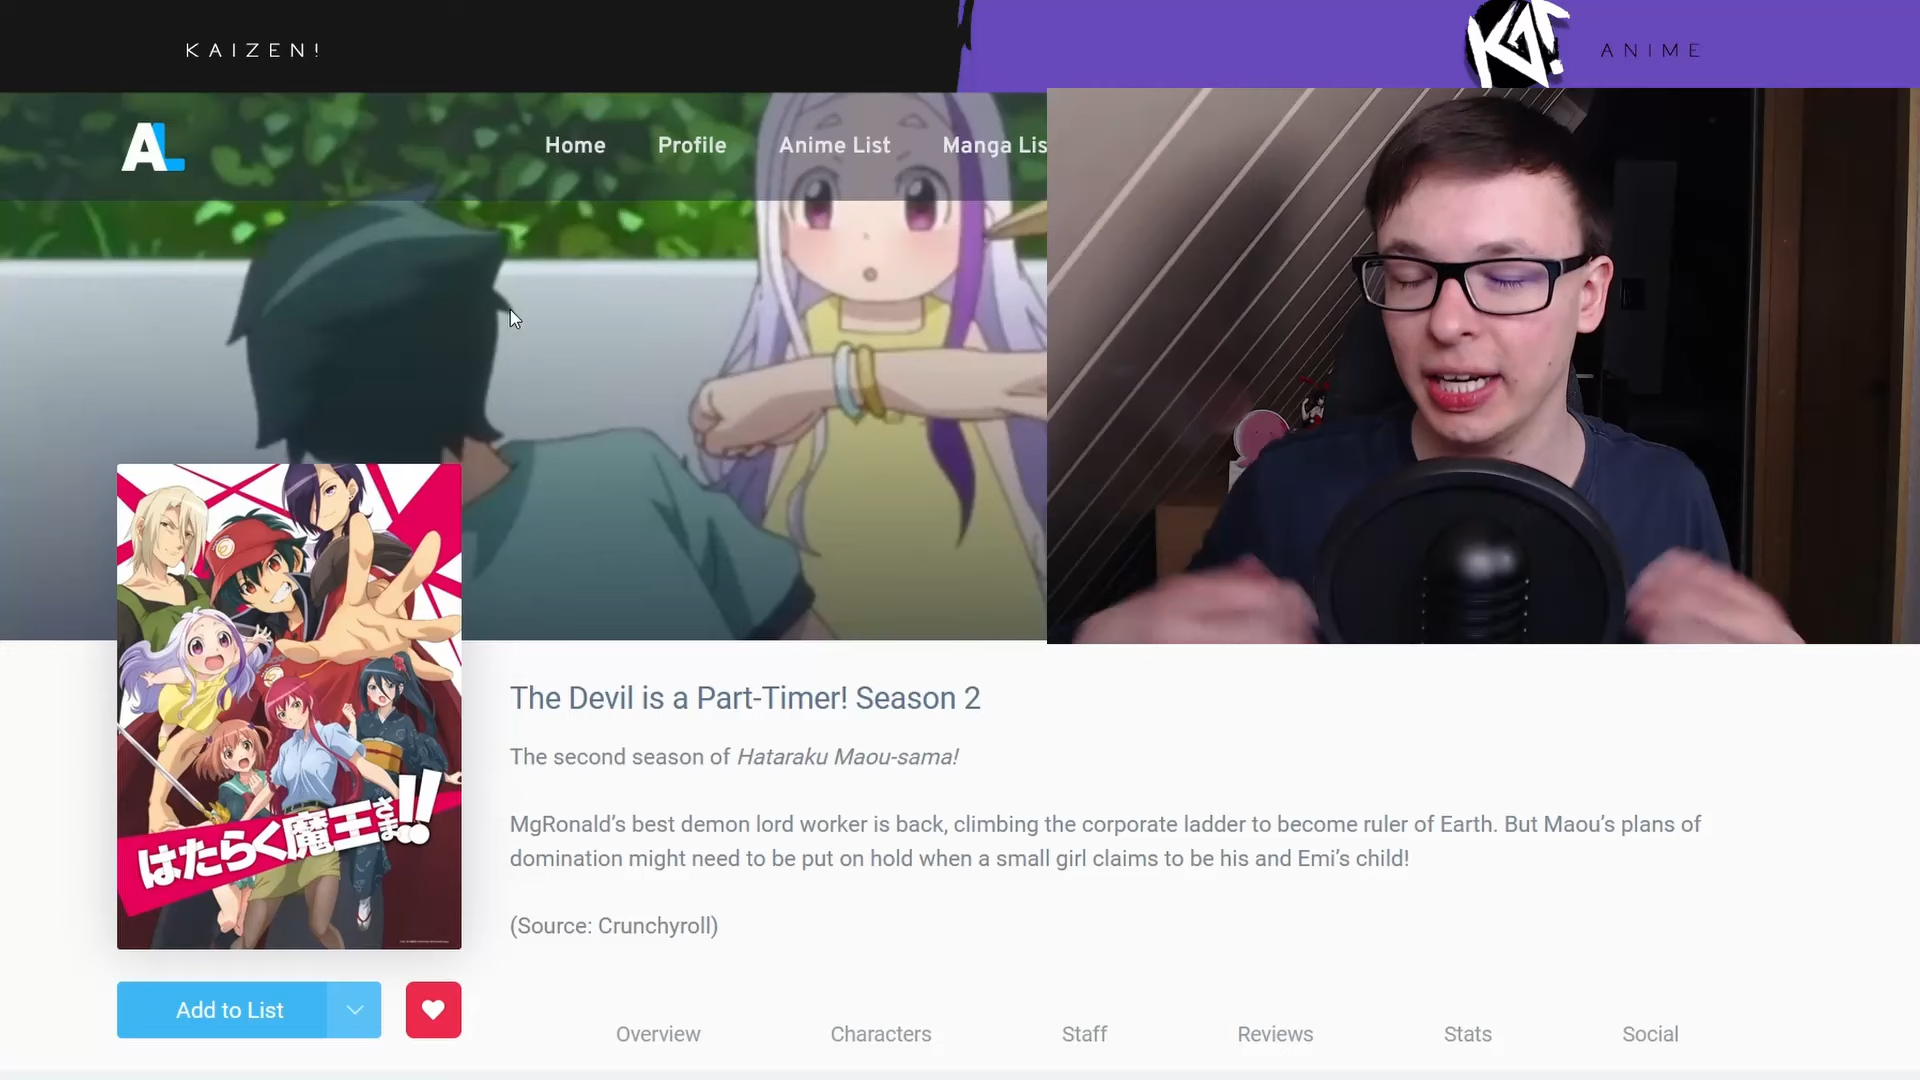 KAIZEN!
KA!
ANIME
AL
Home Profile Anime List Manga Lis
はたらく魔王さま!!
The Devil is a Part-Timer! Season 2
The second season of Hataraku Maou-sama!
MgRonald’s best demon lord worker is back, climbing the corporate ladder to become ruler of Earth. But Maou’s plans of
domination might need to be put on hold when a small girl claims to be his and Emi’s child!
(Source: Crunchyroll)
Add to List
Overview Characters Staff Reviews Stats Social